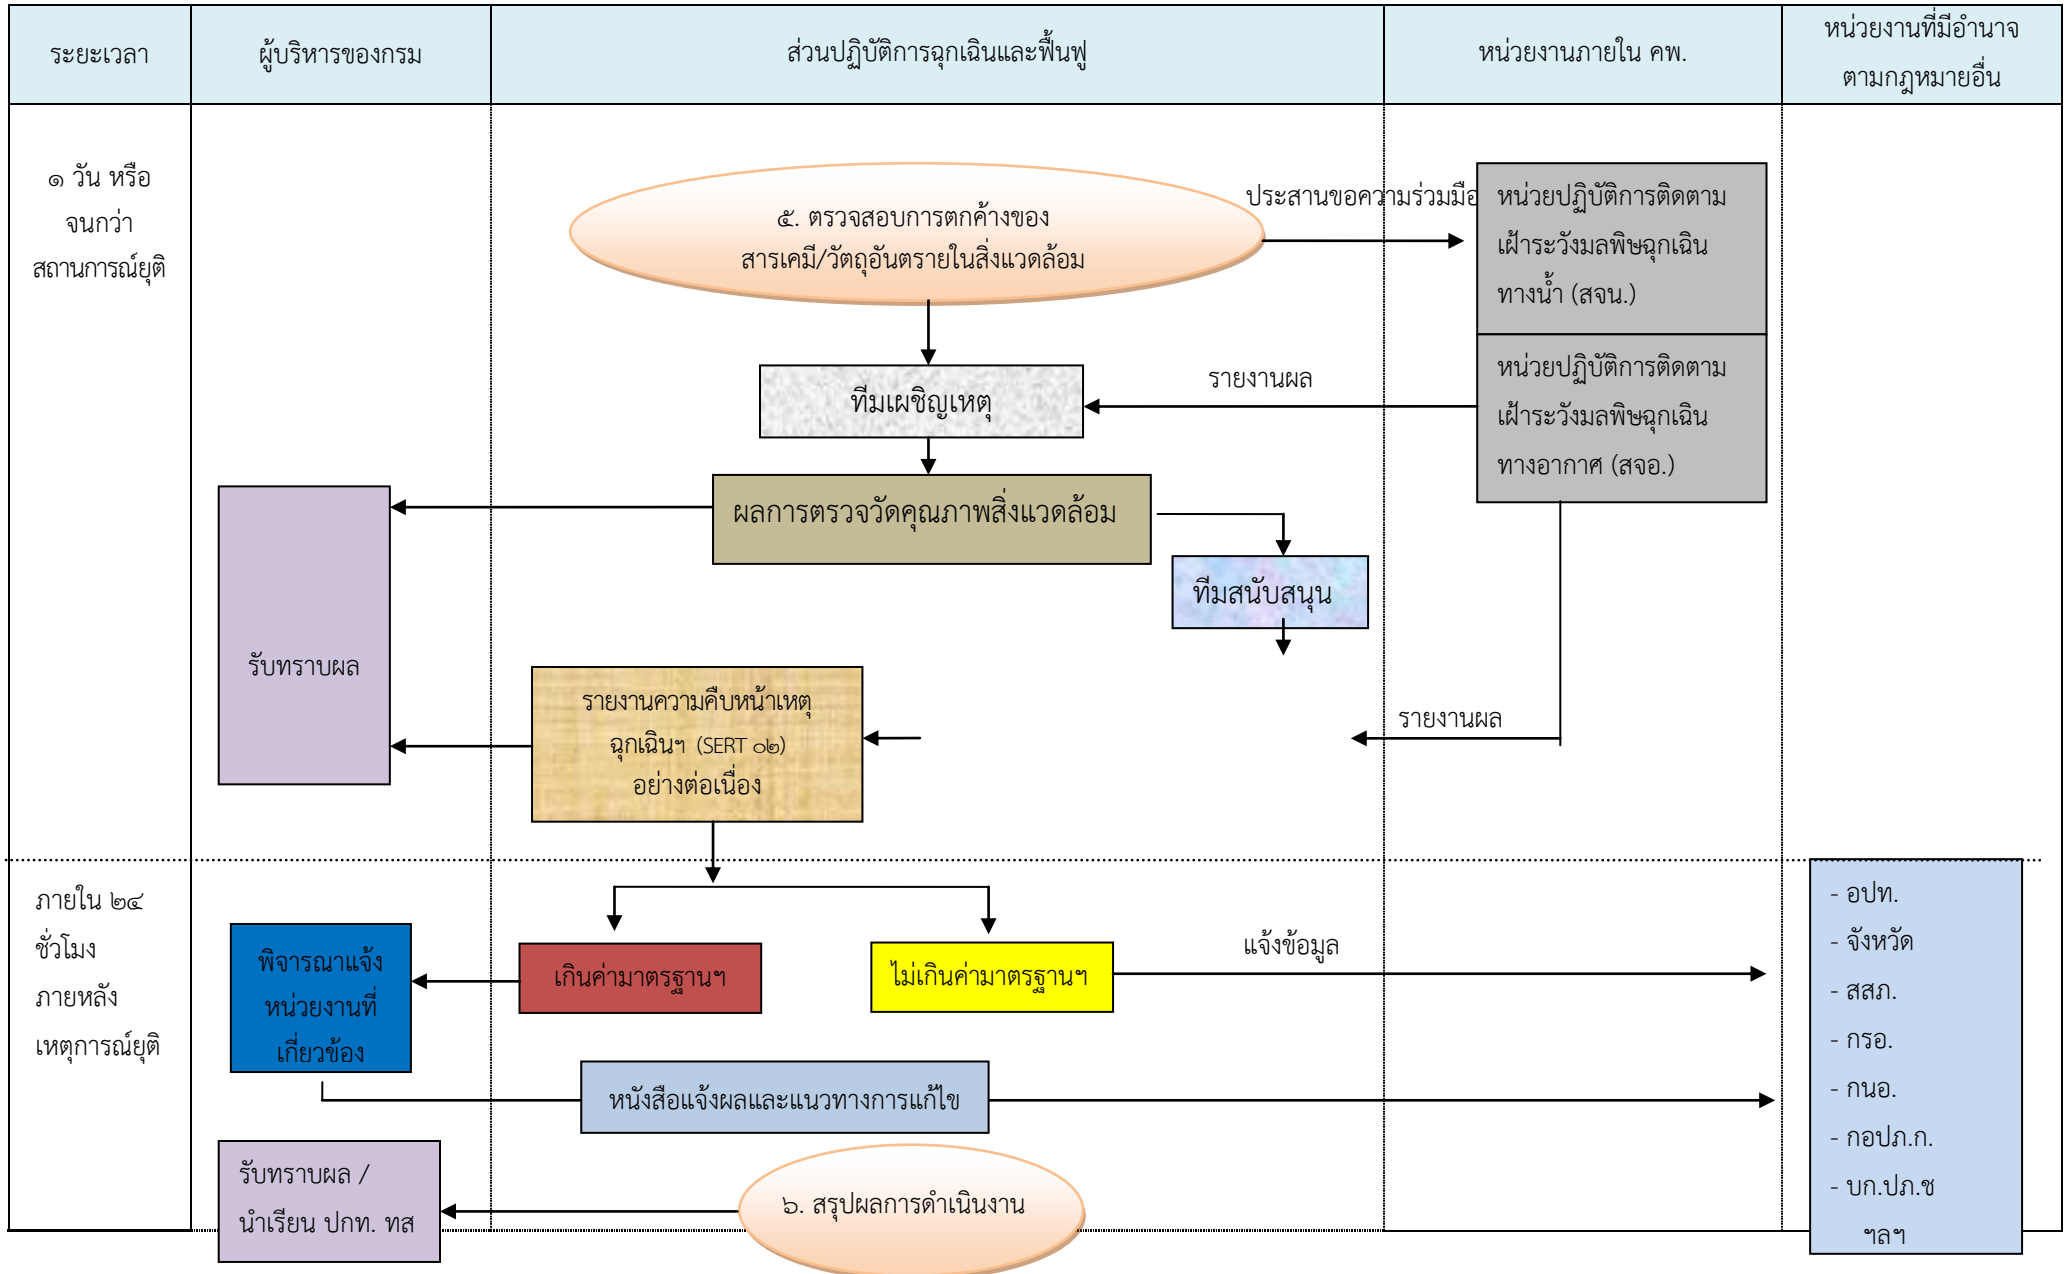 ระยะเวลา
ผู้บริหารของกรม
ส่วนปฏิบัติการฉุกเฉินและฟื้นฟู
หน่วยงานภายใน คพ.
หน่วยงานที่มีอำนาจ
ตามกฎหมายอื่น
๑ วัน หรือ
จนกว่า
สถานการณ์ยุติ
๕. ตรวจสอบการตกค้างของ
สารเคมี/วัตถุอันตรายในสิ่งแวดล้อม
ประสานขอความร่วมมือ
หน่วยปฏิบัติการติดตาม
เฝ้าระวังมลพิษฉุกเฉิน
ทางน้ำ (สจน.)
ทีมเผชิญเหตุ
รายงานผล
หน่วยปฏิบัติการติดตาม
เฝ้าระวังมลพิษฉุกเฉิน
ทางอากาศ (สจอ.)
ผลการตรวจวัดคุณภาพสิ่งแวดล้อม
ทีมสนับสนุน
รับทราบผล
รายงานความคืบหน้าเหตุ
ฉุกเฉินฯ (SERT ๐๒)
อย่างต่อเนื่อง
รายงานผล
ภายใน ๒๔
ชั่วโมง
ภายหลัง
เหตุการณ์ยุติ
พิจารณาแจ้ง
หน่วยงานที่
เกี่ยวข้อง
เกินค่ามาตรฐานฯ
ไม่เกินค่ามาตรฐานฯ
แจ้งข้อมูล
- อปท.
- จังหวัด
- สสภ.
- กรอ.
- กนอ.
- กอปภ.ก.
- บก.ปภ.ช
ฯลฯ
หนังสือแจ้งผลและแนวทางการแก้ไข
รับทราบผล /
นำเรียน ปกท. ทส
๖. สรุปผลการดำเนินงาน